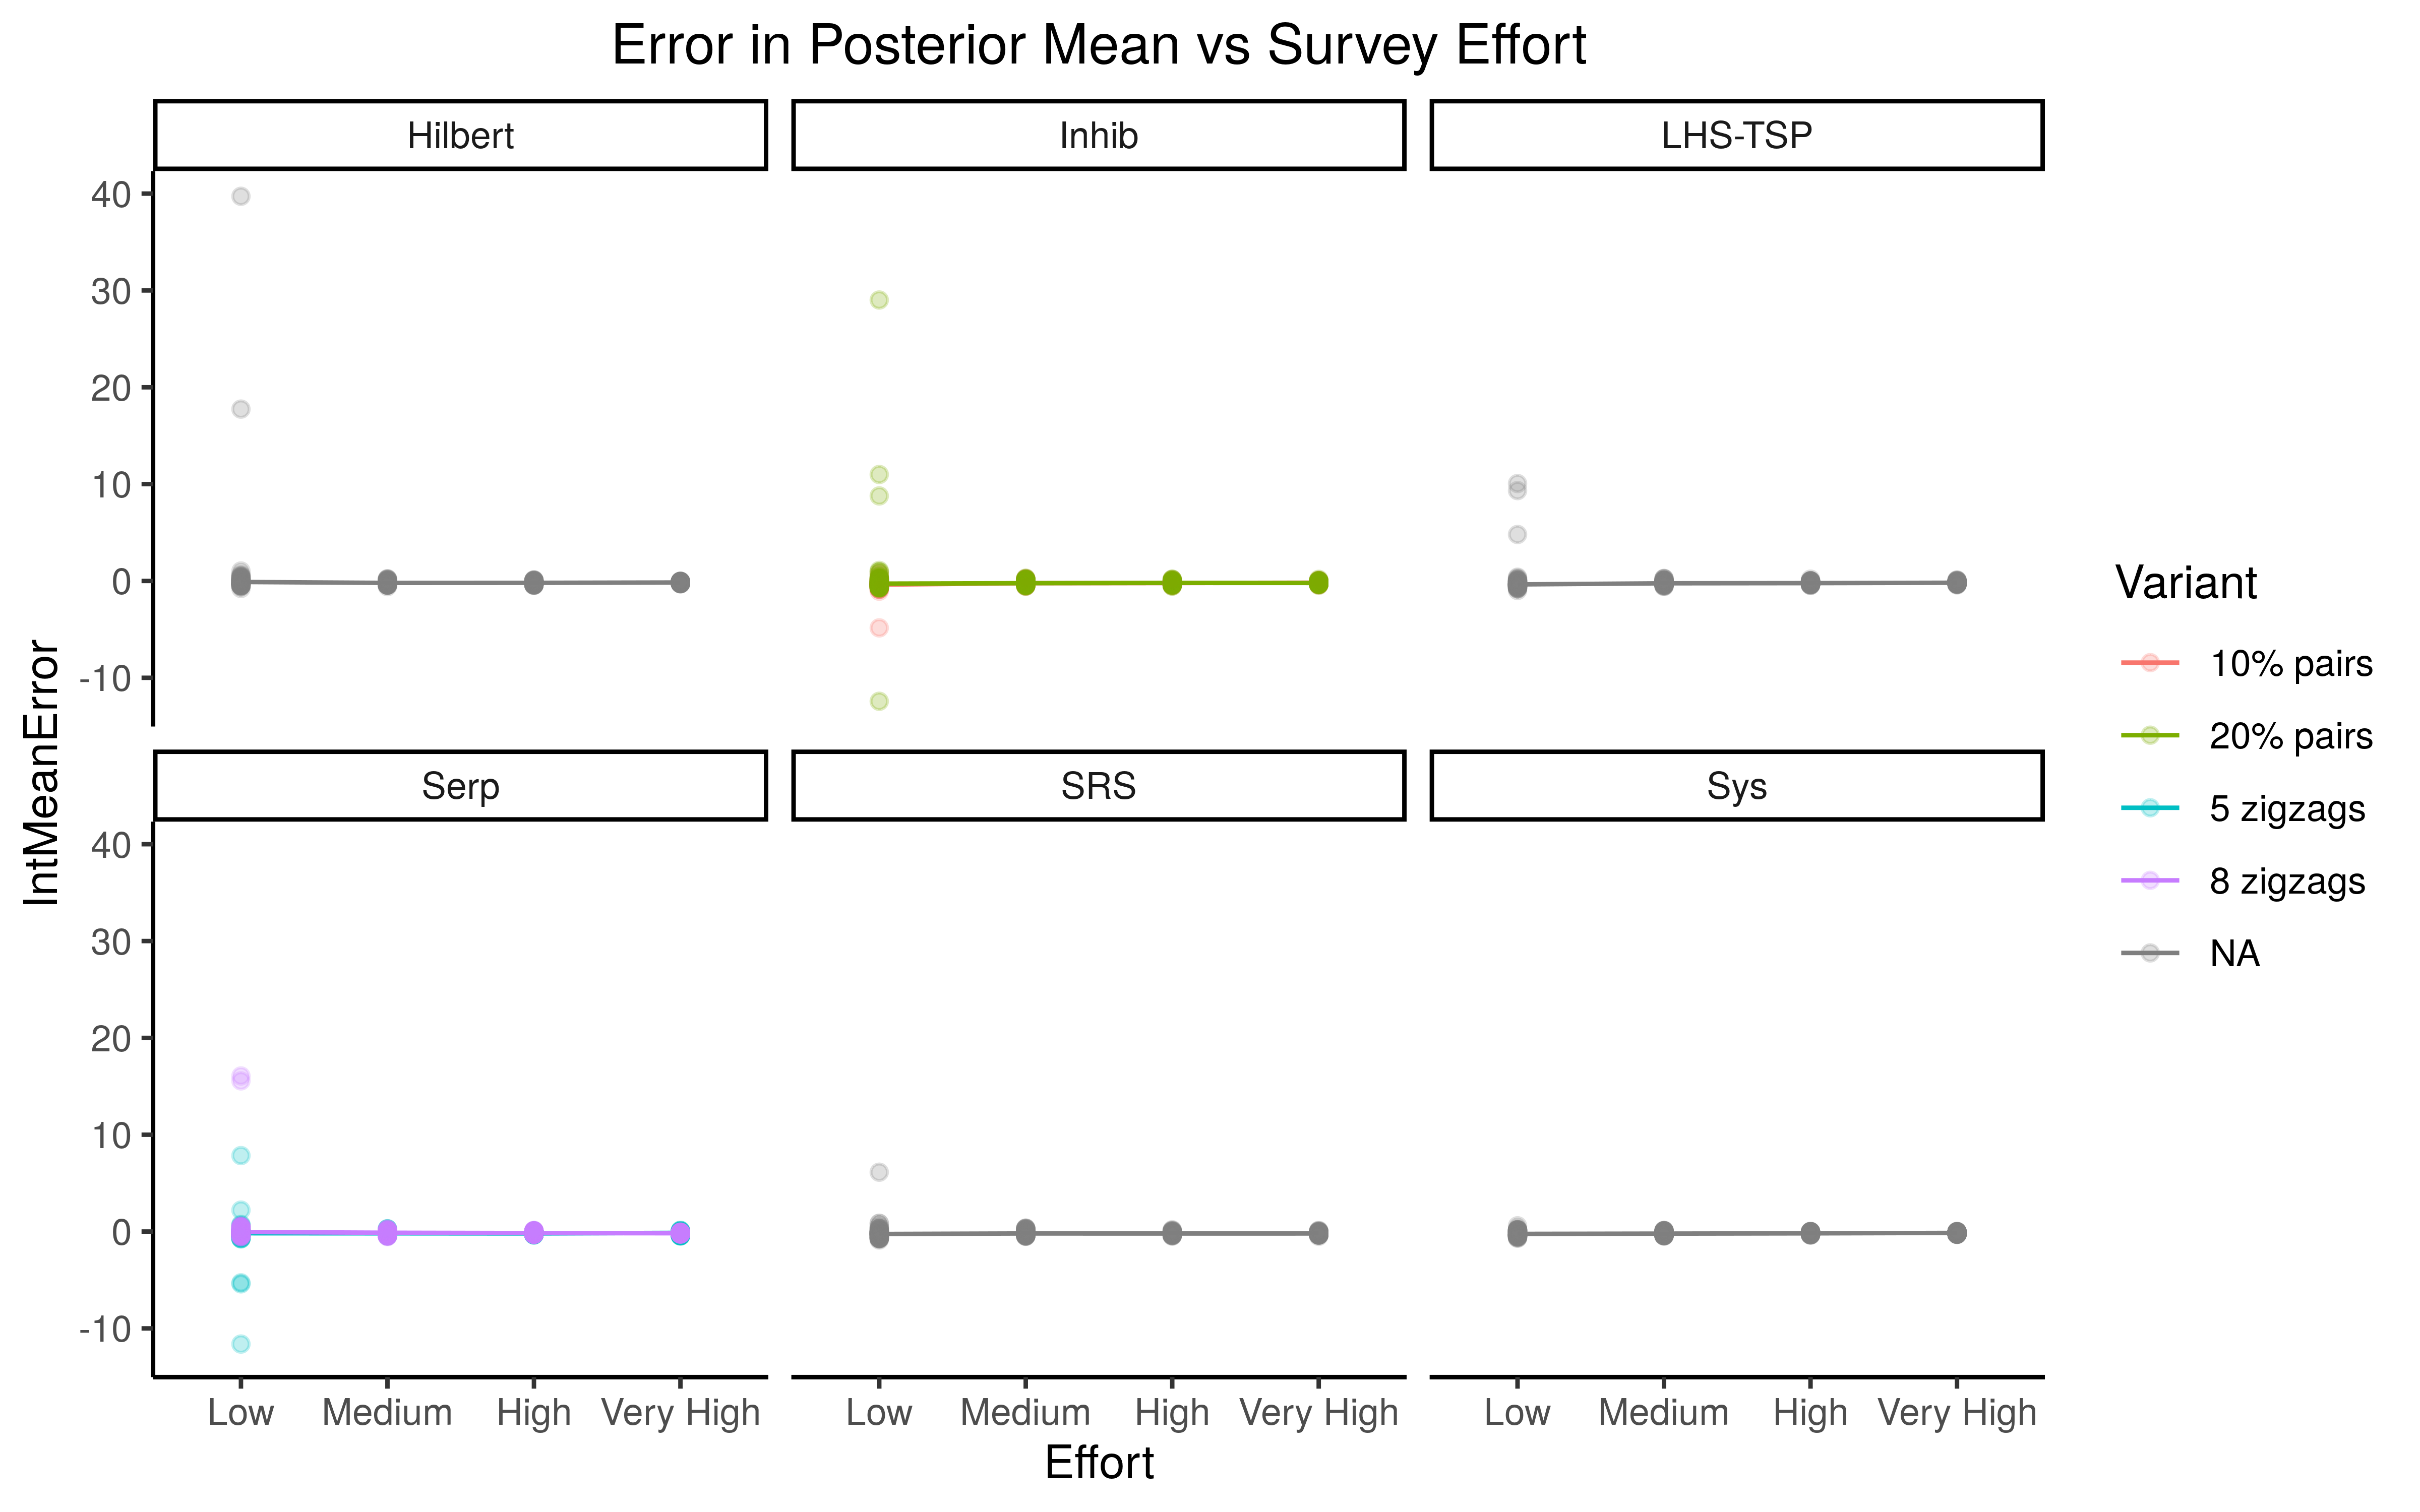 Error in Posterior Mean vs Survey Effort
Hilbert
Inhib
LHS-TSP
40
30
20
10
0
-10
Serp
SRS
Sys
40
30
20
10
0
-10
IntMeanError
Low Medium High Very High
Low Medium High Very High
Low Medium High Very High
Effort
Variant
10% pairs
20% pairs
5 zigzags
8 zigzags
NA